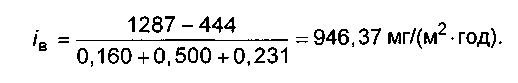 iв = (1287 – 444) / (0,160 + 0,500 + 0,231) = 946,37 мг/(м² · год).